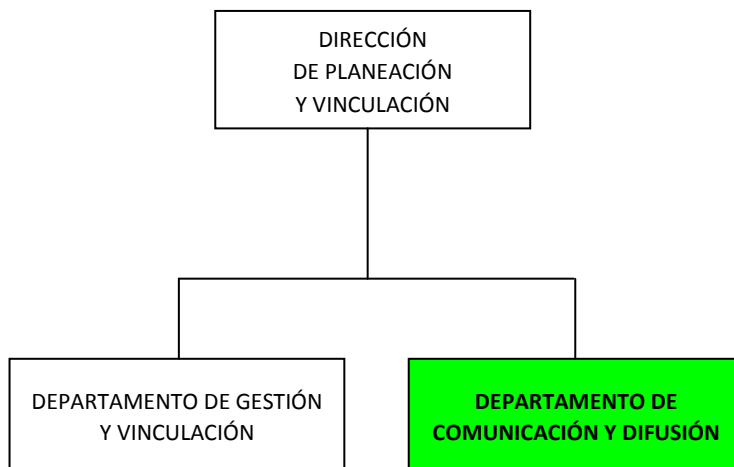 DIRECCIÓN
DE PLANEACIÓN
Y VINCULACIÓN
DEPARTAMENTO DE GESTIÓN
Y VINCULACIÓN
DEPARTAMENTO DE
COMUNICACIÓN Y DIFUSIÓN